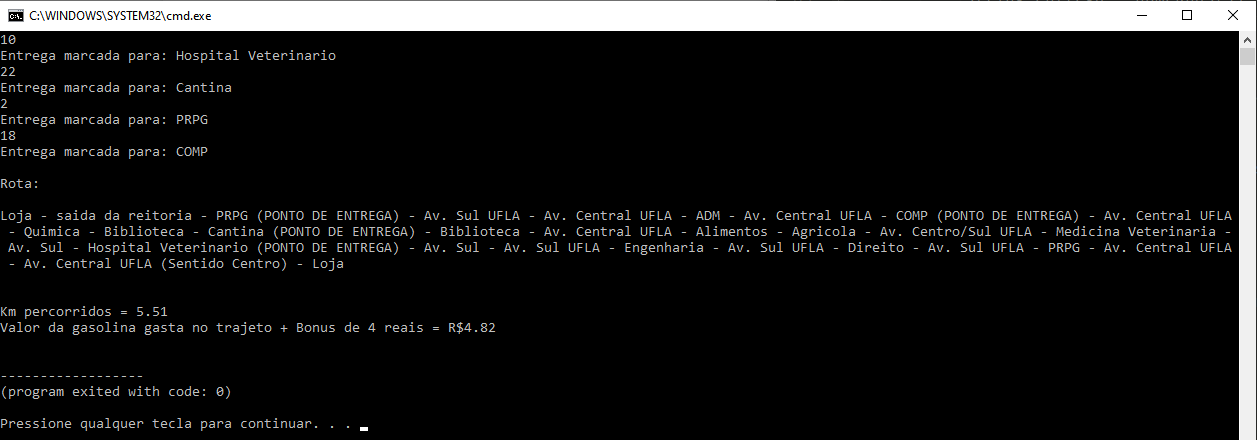 C:\WINDOWS\SYSTEM32\cmd.exe
10
Entrega marcada para: Hospital Veterinario
22
Entrega marcada para: Cantina
2
Entrega marcada para: PRPG
18
Entrega marcada para: COMP
Rota:
Loja - saida da reitoria - PRPG (PONTO DE ENTREGA) - Av. Sul UFLA - Av. Central UFLA - ADM - Av. Central UFLA - COMP (PONTO DE ENTREGA) - Av. Central UFLA
- Quimica - Biblioteca - Cantina (PONTO DE ENTREGA) - Biblioteca - Av. Central UFLA - Alimentos - Agricola - Av. Centro/Sul UFLA - Medicina Veterinaria -
Av. Sul - Hospital Veterinario (PONTO DE ENTREGA) - Av. Sul - Av. Sul UFLA - Engenharia - Av. Sul UFLA - Direito - Av. Sul UFLA - PRPG - Av. Central UFLA
- Av. Central UFLA (Sentido Centro) - Loja
Km percorridos = 5.51
Valor da gasolina gasta no trajeto + Bonus de 4 reais = R$4.82
------------------
(program exited with code: 0)
Pressione qualquer tecla para continuar. . .